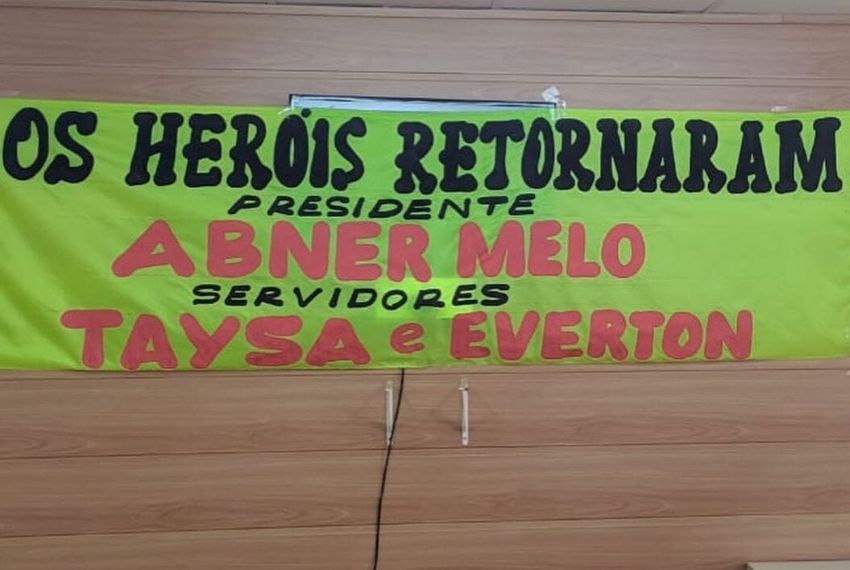 OS HERÓIS RETORNARAM
PRESIDENTE
ABNER MELO
SERVIDORES
TAYSA e EVERTON